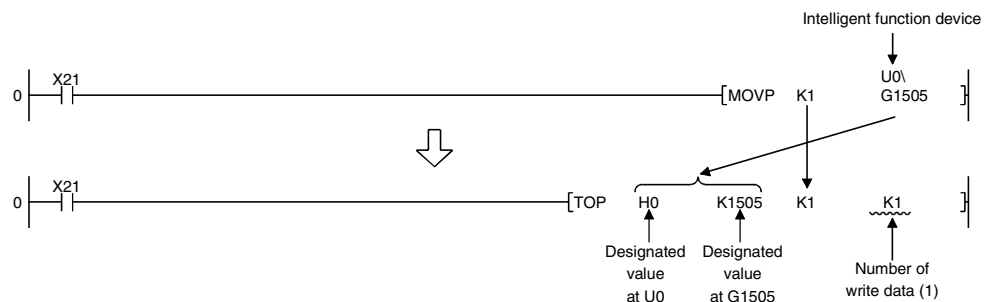 Intelligent function device
X21
U0\
0 [MOVP K1 G1505 ]
X21
0 [TOP H0 K1505 K1 K1 ]
Designated Designated
value value
at U0 at G1505
Number of
write data (1)